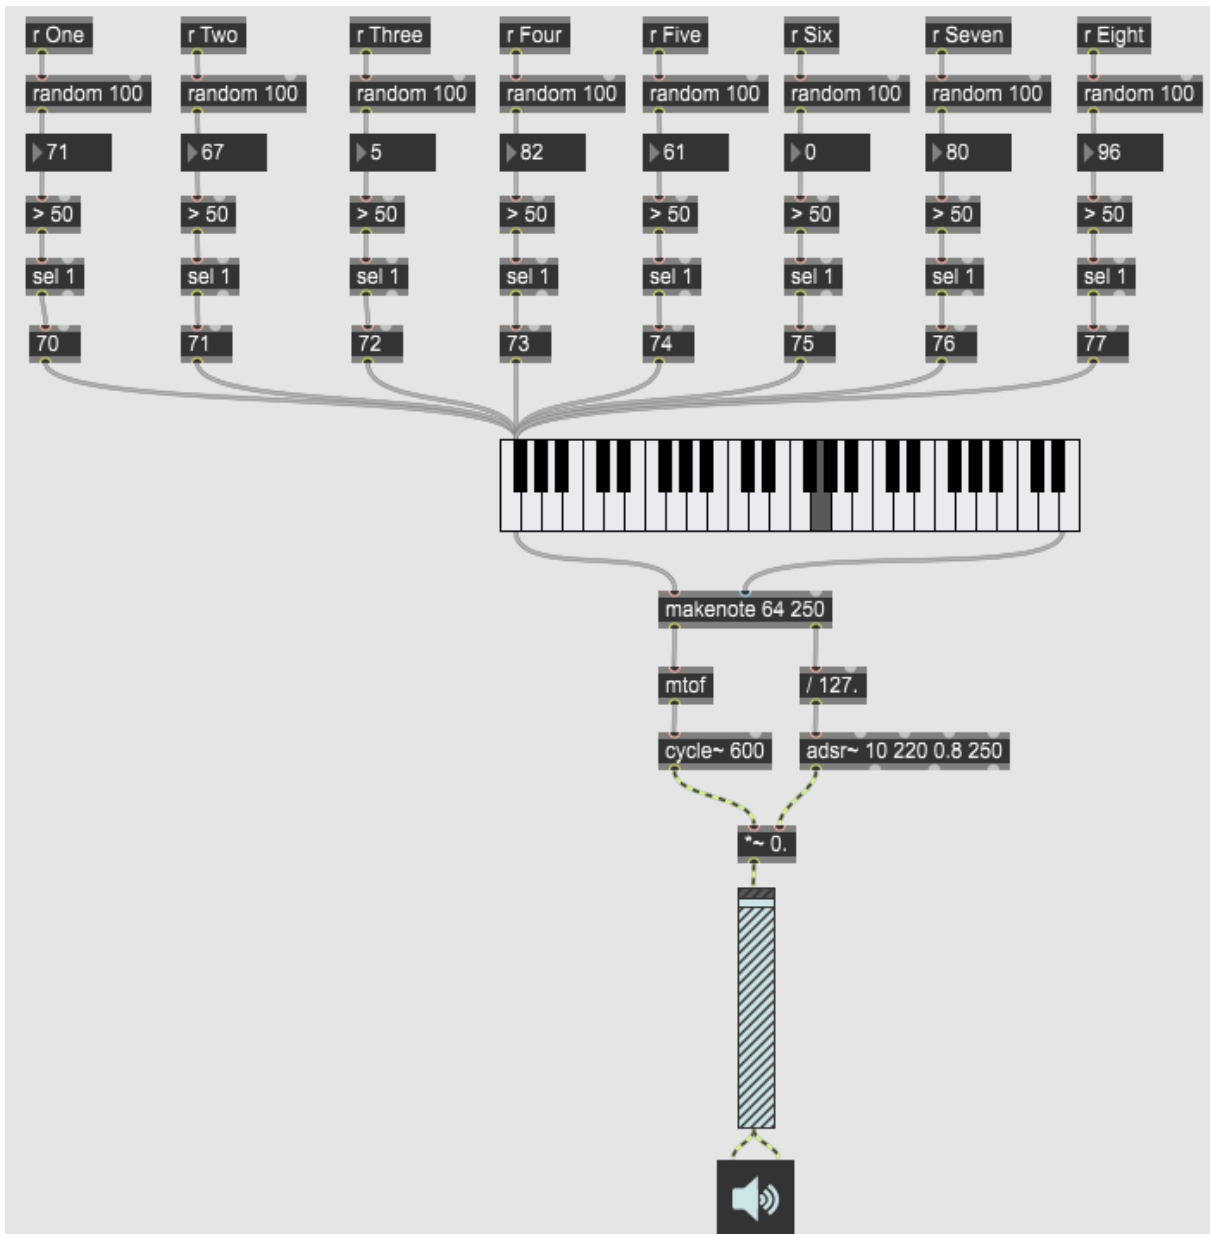 r One r Two r Three r Four r Five r Six r Seven r Eight
random 100 random 100 random 100 random 100 random 100 random 100 random 100 random 100
71 67 5 82 61 0 80 96
> 50 > 50 > 50 > 50 > 50 > 50 > 50 > 50
sel 1 sel 1 sel 1 sel 1 sel 1 sel 1 sel 1 sel 1
70 71 72 73 74 75 76 77
makenote 64 250
mtof / 127.
cycle~ 600 adsr~ 10 220 0.8 250
*~ 0.